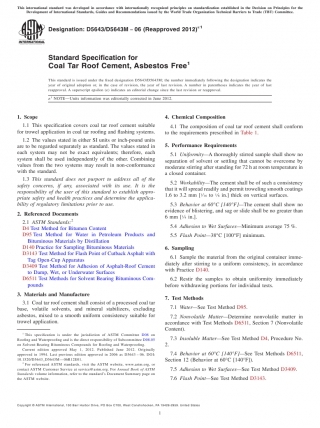 This international standard was developed in accordance with internationally recognized principles on standardization established in the Decision on Principles for the
Development of International Standards, Guides and Recommendations issued by the World Trade Organization Technical Barriers to Trade (TBT) Committee.
Designation: D5643/D5643M – 06 (Reapproved 2012)ε1
Standard Specification for
Coal Tar Roof Cement, Asbestos Free1
This standard is issued under the fixed designation D5643/D5643M; the number immediately following the designation indicates the
year of original adoption or, in the case of revision, the year of last revision. A number in parentheses indicates the year of last
reapproval. A superscript epsilon (ε) indicates an editorial change since the last revision or reapproval.
ε1 NOTE—Units information was editorially corrected in June 2012.
1. Scope
1.1 This specification covers coal tar roof cement suitable
for trowel application in coal tar roofing and flashing systems.
1.2 The values stated in either SI units or inch-pound units
are to be regarded separately as standard. The values stated in
each system may not be exact equivalents; therefore, each
system shall be used independently of the other. Combining
values from the two systems may result in non-conformance
with the standard.
1.3 This standard does not purport to address all of the
safety concerns, if any, associated with its use. It is the
responsibility of the user of this standard to establish appro-
priate safety and health practices and determine the applica-
bility of regulatory limitations prior to use.
2. Referenced Documents
2.1 ASTM Standards:2
D4 Test Method for Bitumen Content
D95 Test Method for Water in Petroleum Products and
Bituminous Materials by Distillation
D140 Practice for Sampling Bituminous Materials
D3143 Test Method for Flash Point of Cutback Asphalt with
Tag Open-Cup Apparatus
D3409 Test Method for Adhesion of Asphalt-Roof Cement
to Damp, Wet, or Underwater Surfaces
D6511 Test Methods for Solvent Bearing Bituminous Com-
pounds
3. Materials and Manufacture
3.1 Coal tar roof cement shall consist of a processed coal tar
base, volatile solvents, and mineral stabilizers, excluding
asbestos, mixed to a smooth uniform consistency suitable for
trowel application.
1 This specification is under the jurisdiction of ASTM Committee D08 on
Roofing and Waterproofing and is the direct responsibility of Subcommittee D08.05
on Solvent Bearing Bituminous Compounds for Roofing and Waterproofing.
Current edition approved May 1, 2012. Published June 2012. Originally
approved in 1994. Last previous edition approved in 2006 as D5643 – 06. DOI:
10.1520/D5643_D5643M-06R12E01.
2 For referenced ASTM standards, visit the ASTM website, www.astm.org, or
contact ASTM Customer Service at service@astm.org. For Annual Book of ASTM
Standards volume information, refer to the standard's Document Summary page on
the ASTM website.
4. Chemical Composition
4.1 The composition of coal tar roof cement shall conform
to the requirements prescribed in Table 1.
5. Performance Requirements
5.1 Uniformity—A thoroughly stirred sample shall show no
separation of solvent or settling that cannot be overcome by
moderate stirring after standing for 72 h at room temperature in
a closed container.
5.2 Workability—The cement shall be of such a consistency
that it will spread readily and permit troweling smooth coatings
1.6 to 3.2 mm [1/16 to 1/8 in.] thick on vertical surfaces.
5.3 Behavior at 60°C [140°F]—The cement shall show no
evidence of blistering, and sag or slide shall be no greater than
6 mm [1/4 in.].
5.4 Adhesion to Wet Surfaces—Minimum average 75 %.
5.5 Flash Point—38°C [100°F] minimum.
6. Sampling
6.1 Sample the material from the original container imme-
diately after stirring to a uniform consistency, in accordance
with Practice D140.
6.2 Restir the samples to obtain uniformity immediately
before withdrawing portions for individual tests.
7. Test Methods
7.1 Water—See Test Method D95.
7.2 Nonvolatile Matter—Determine nonvolatile matter in
accordance with Test Methods D6511, Section 7 (Nonvolatile
Content).
7.3 Insoluble Matter—See Test Method D4, Procedure No.
2.
7.4 Behavior at 60°C [140°F]—See Test Methods D6511,
Section 12 (Behavior at 60°C [140°F]).
7.5 Adhesion to Wet Surfaces—See Test Method D3409.
7.6 Flash Point—See Test Method D3143.
Copyright © ASTM International, 100 Barr Harbor Drive, PO Box C700, West Conshohocken, PA 19428-2959. United States
1